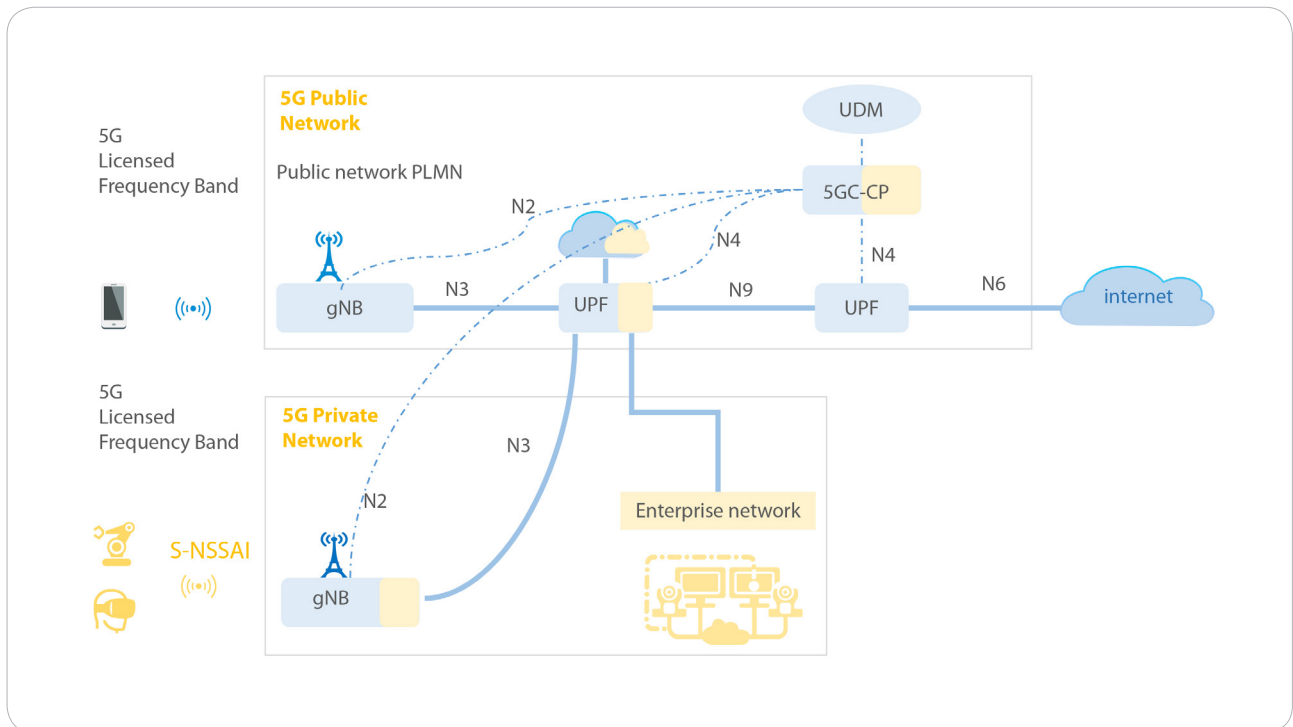 5G Public
Network
UDM
5G
Licensed
Frequency Band
Public network PLMN
5GC-CP
N2
N4
N4
N3
N9
N6
gNB
UPF
UPF
internet
5G
Licensed
Frequency Band
5G Private
Network
N3
N2
Enterprise network
S-NSSAI
gNB